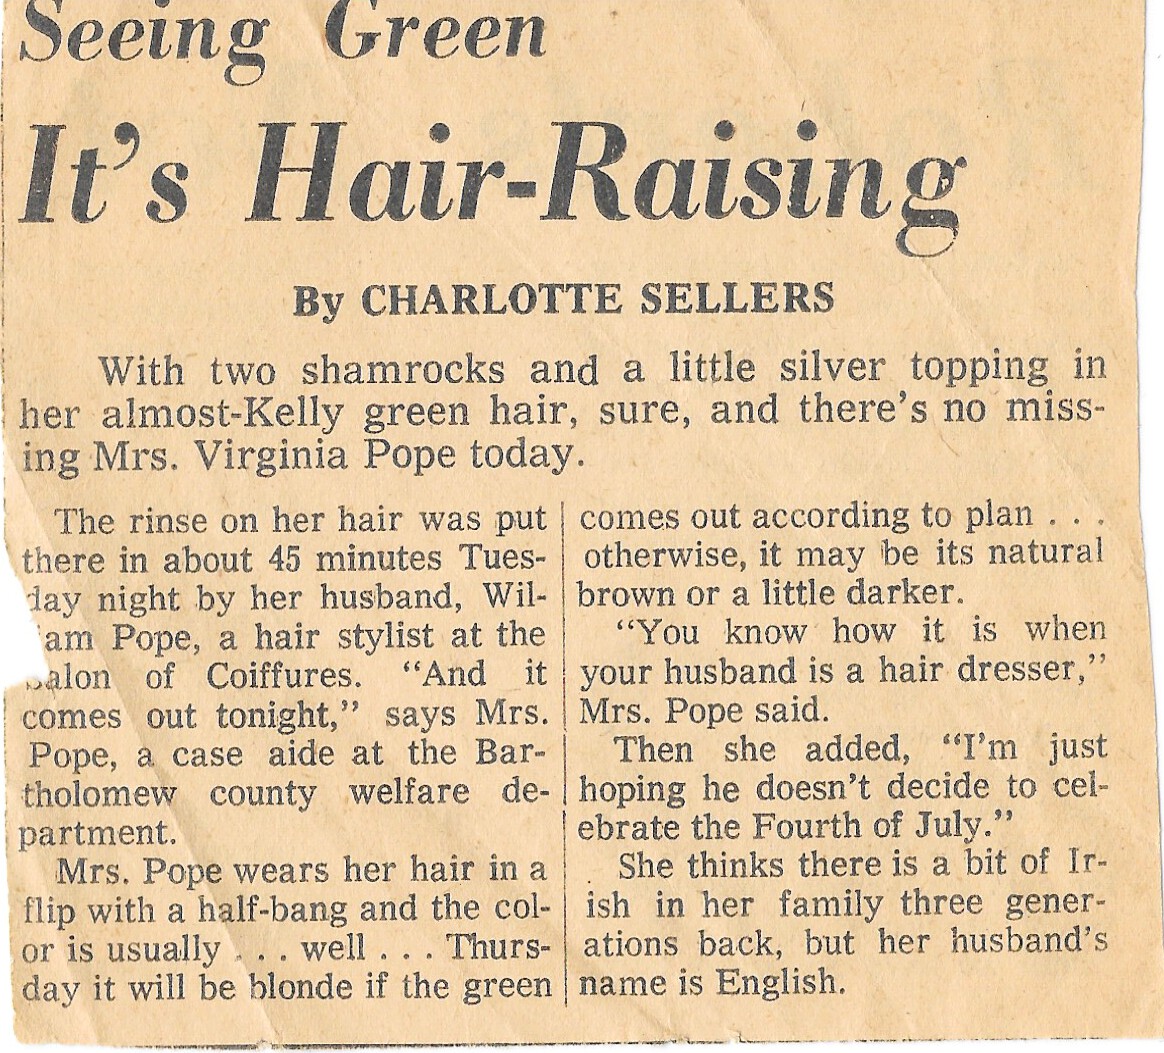 Seeing Green
It's Hair-Raising
By CHARLOTTE SELLERS
With two shamrocks and a little silver topping in
her almost-Kelly green hair, sure, and there's no miss-
ing Mrs. Virginia Pope today.
The rinse on her hair was put
there in about 45 minutes Tues-
day night by her husband, Wil-
iam Pope, a hair stylist at the
Salon of Coiffures. "And it
comes out tonight," says Mrs.
Pope, a case aide at the Bar-
tholomew county welfare de-
partment.
Mrs. Pope wears her hair in a
flip with a half-bang and the col-
or is usually . . . well . . . Thurs-
day it will be blonde if the green
comes out according to plan . . .
otherwise, it may be its natural
brown or a little darker.
"You know how it is when
your husband is a hair dresser,"
Mrs. Pope said.
Then she added, "I'm just
hoping he doesn't decide to cel-
ebrate the Fourth of July."
She thinks there is a bit of Ir-
ish in her family three gener-
ations back, but her husband's
name is English.